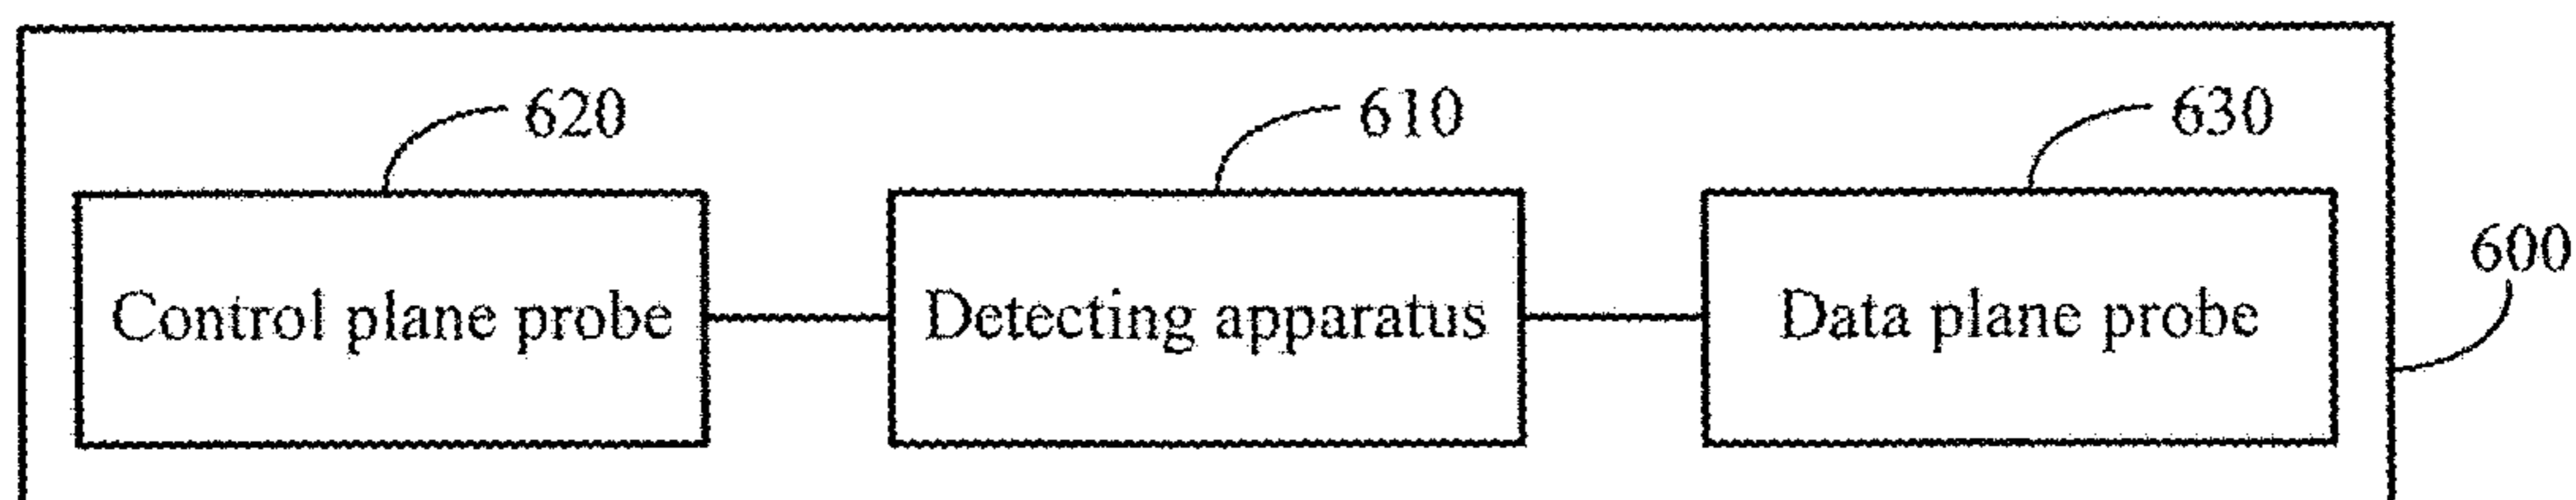 620
610
630
600
Control plane probe
Detecting apparatus
Data plane probe